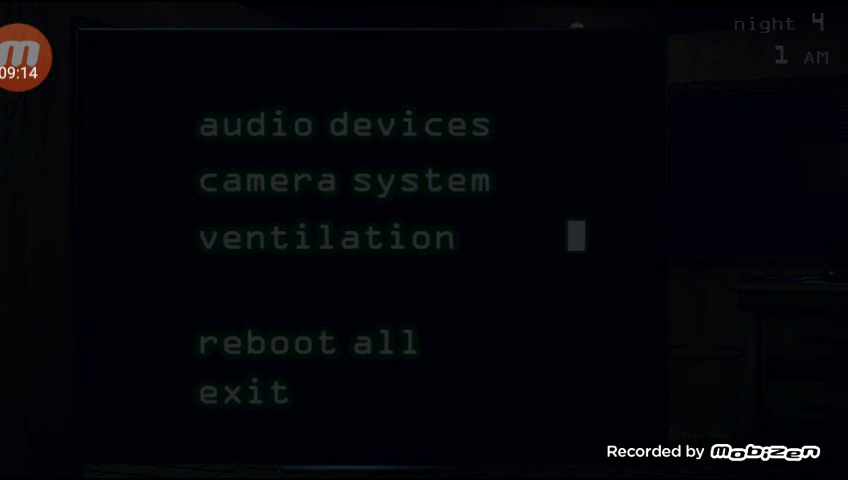 night 4
1 AM
m
09:14
audio devices
camera system
ventilation
reboot all
exit
Recorded by mobizen